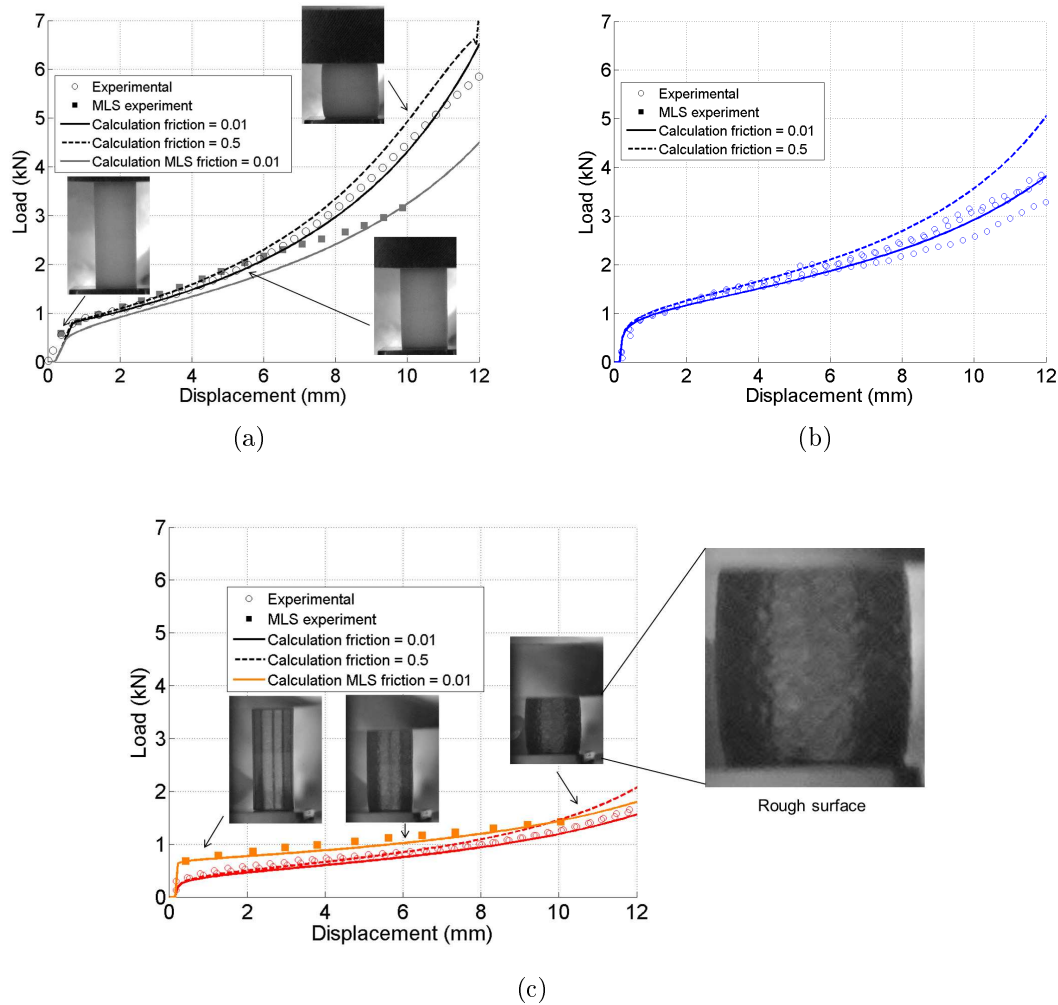 7
6
5
4
3
2
1
0
Load (kN)
Experimental
MLS experiment
Calculation friction = 0.01
Calculation friction = 0.5
Calculation MLS friction = 0.01
0 2 4 6 8 10 12
Displacement (mm)
(a)
7
6
5
4
3
2
1
0
Load (kN)
Experimental
MLS experiment
Calculation friction = 0.01
Calculation friction = 0.5
0 2 4 6 8 10 12
Displacement (mm)
(b)
7
6
5
4
3
2
1
0
Load (kN)
Experimental
MLS experiment
Calculation friction = 0.01
Calculation friction = 0.5
Calculation MLS friction = 0.01
0 2 4 6 8 10 12
Displacement (mm)
Rough surface
(c)